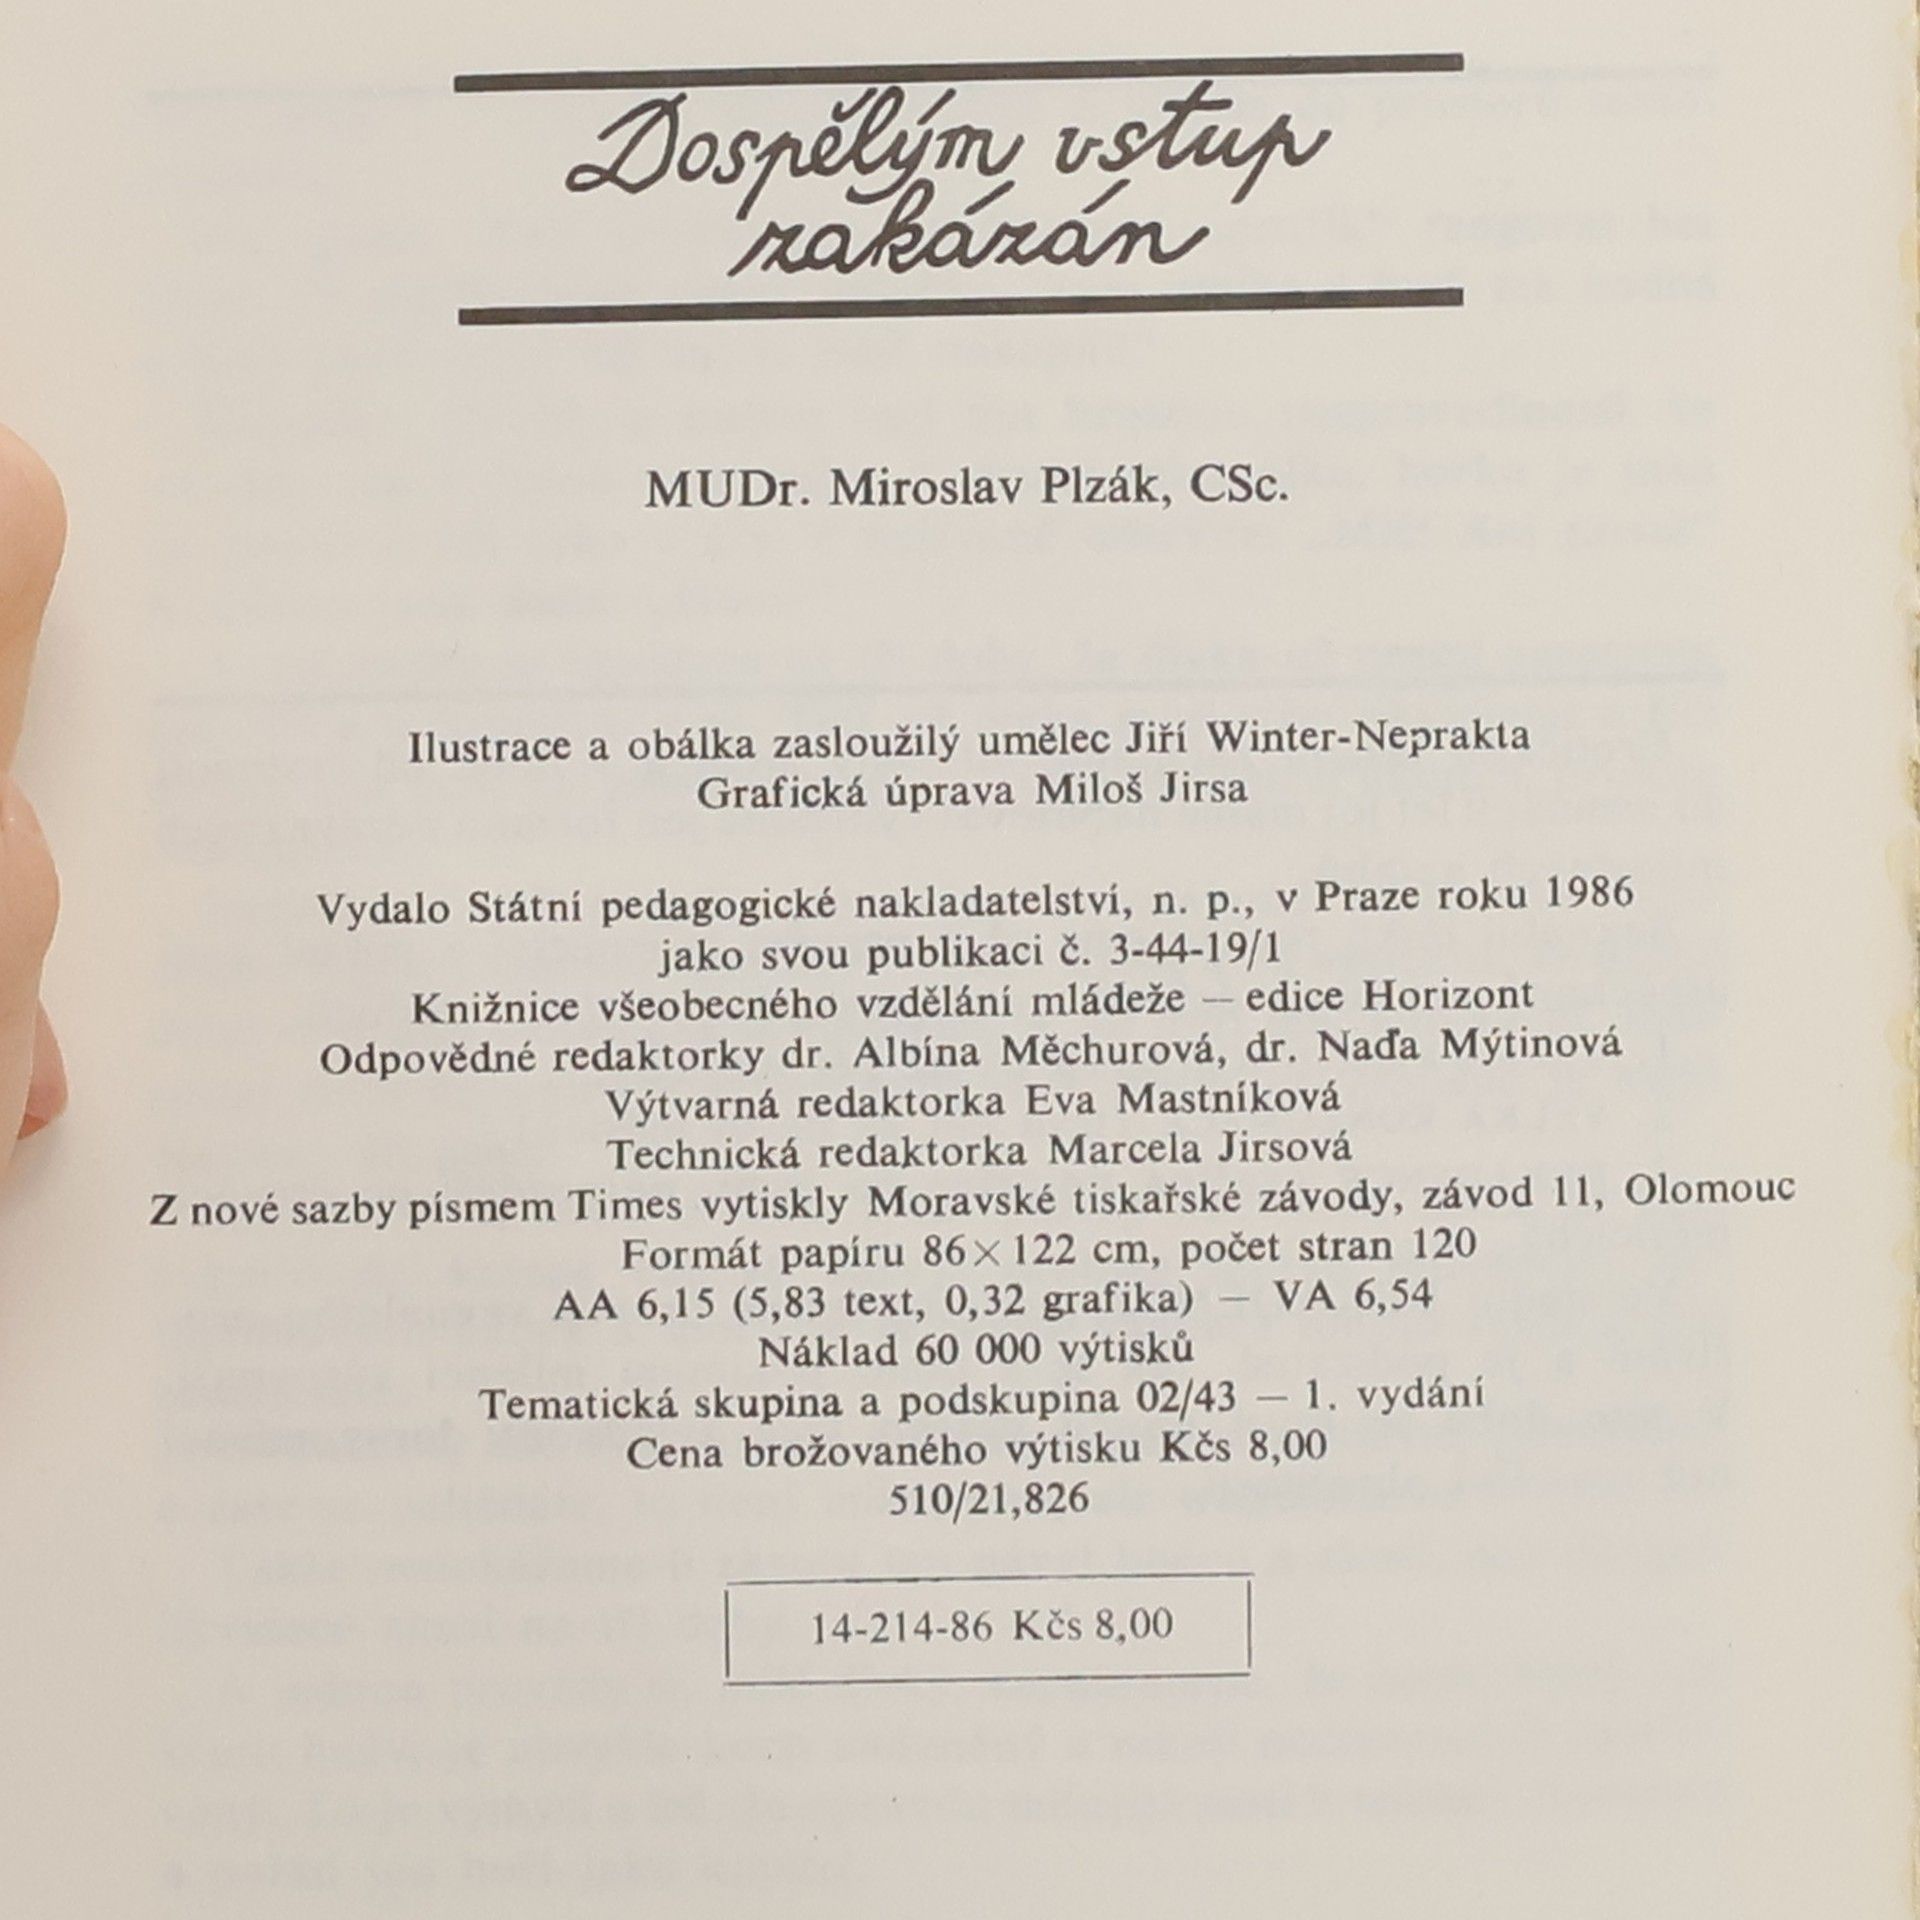 Dospělým vstup
zakázán
MUDr. Miroslav Plzák, CSc.
Ilustrace a obálka zasloužilý umělec Jiří Winter-Neprakta
Grafická úprava Miloš Jirsa
Vydalo Státní pedagogické nakladatelství, n. p., v Praze roku 1986
jako svou publikaci č. 3-44-19/1
Knižnice všeobecného vzdělání mládeže — edice Horizont
Odpovědné redaktorky dr. Albína Měchurová, dr. Naďa Mýtinová
Výtvarná redaktorka Eva Mastníková
Technická redaktorka Marcela Jirsová
Z nové sazby písmem Times vytiskly Moravské tiskařské závody, závod 11, Olomouc
Formát papíru 86×122 cm, počet stran 120
AA 6,15 (5,83 text, 0,32 grafika) — VA 6,54
Náklad 60 000 výtisků
Tematická skupina a podskupina 02/43 — 1. vydání
Cena brožovaného výtisku Kčs 8,00
510/21,826
14-214-86 Kčs 8,00